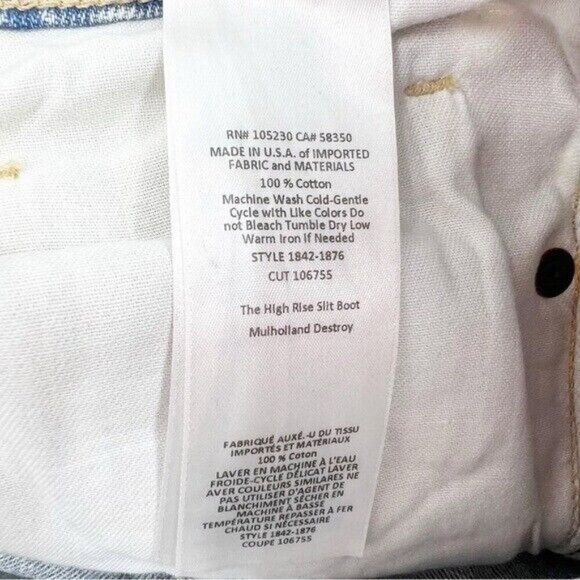 RN# 105230 CA# 58350
MADE IN U.S.A. of IMPORTED
FABRIC and MATERIALS
100 % Cotton
Machine Wash Cold-Gentle
Cycle with Like Colors Do
not Bleach Tumble Dry Low
Warm Iron if Needed
STYLE 1842-1876
CUT 106755
The High Rise Slit Boot
Mulholland Destroy
FABRIQUÉ AUXÉ.-U DU TISSU
IMPORTÉS ET MATÉRIAUX
100 % Coton
LAVER EN MACHINE À L'EAU
FROIDE-CYCLE DÉLICAT LAVER
AVEC COULEURS SIMILAIRES NE
PAS UTILISER D'AGENT DE
BLANCHIMENT SÉCHER EN
MACHINE À BASSE
TEMPÉRATURE REPASSER À FER
CHAUD SI NÉCESSAIRE
STYLE 1842-1876
COUPE 106755